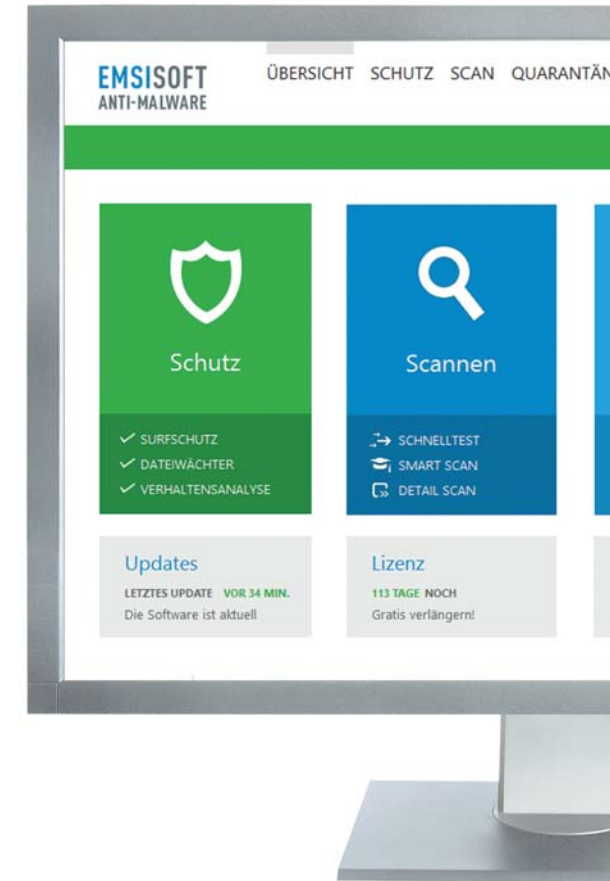 EMSISOFT
ANTI-MALWARE
ÜBERSICHT SCHUTZ SCAN QUARANTÄN
Schutz
SURFSCHUTZ
DATEIWÄCHTER
VERHALTENSANALYSE
Scannen
SCHNELLTEST
SMART SCAN
DETAIL SCAN
Updates
LETZTES UPDATE VOR 34 MIN.
Die Software ist aktuell
Lizenz
113 TAGE NOCH
Gratis verlängern!